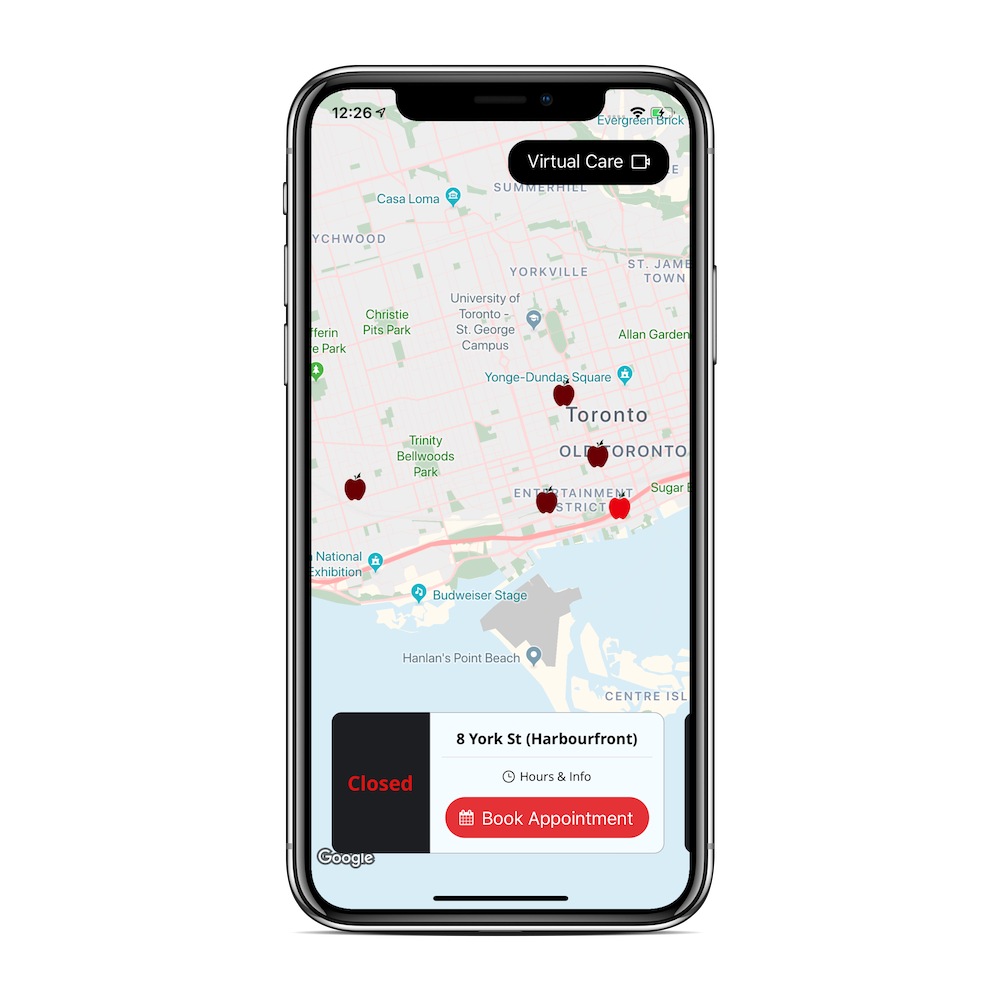 12:26
Evergreen Brick
Virtual Care
SUMMERHILL
Casa Loma
YCHWOOD
YORKVILLE
ST. JAME
TOWN
University of
Toronto -
St. George
Campus
Christie
Pits Park
fferin
e Park
Allan Garden
Yonge-Dundas Square
Toronto
OLD TORONTO
Trinity
Bellwoods
Park
ENTERTAINMENT
DISTRICT
Sugar B
n National
Exhibition
Budweiser Stage
Hanlan's Point Beach
CENTRE ISL
8 York St (Harbourfront)
Closed
Hours & Info
Book Appointment
Google